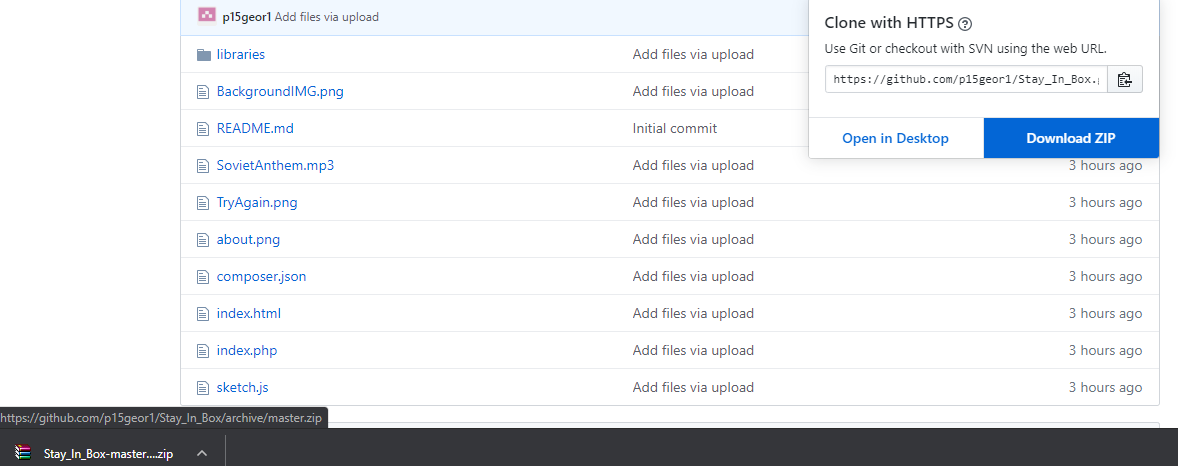 p15geor1 Add files via upload
Clone with HTTPS
Use Git or checkout with SVN using the web URL.
https://github.com/p15geor1/Stay_In_Box.g
Open in Desktop Download ZIP
libraries Add files via upload
BackgroundIMG.png Add files via upload
README.md Initial commit
SovietAnthem.mp3 Add files via upload 3 hours ago
TryAgain.png Add files via upload 3 hours ago
about.png Add files via upload 3 hours ago
composer.json Add files via upload 3 hours ago
index.html Add files via upload 3 hours ago
index.php Add files via upload 3 hours ago
sketch.js Add files via upload 3 hours ago
https://github.com/p15geor1/Stay_In_Box/archive/master.zip
Stay_In_Box-master....zip